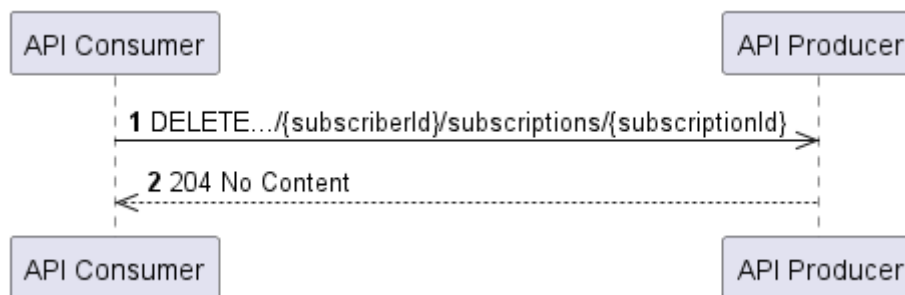 API Consumer
API Producer
1 DELETE.../{subscriberId}/subscriptions/{subscriptionId}
2 204 No Content
API Consumer
API Producer